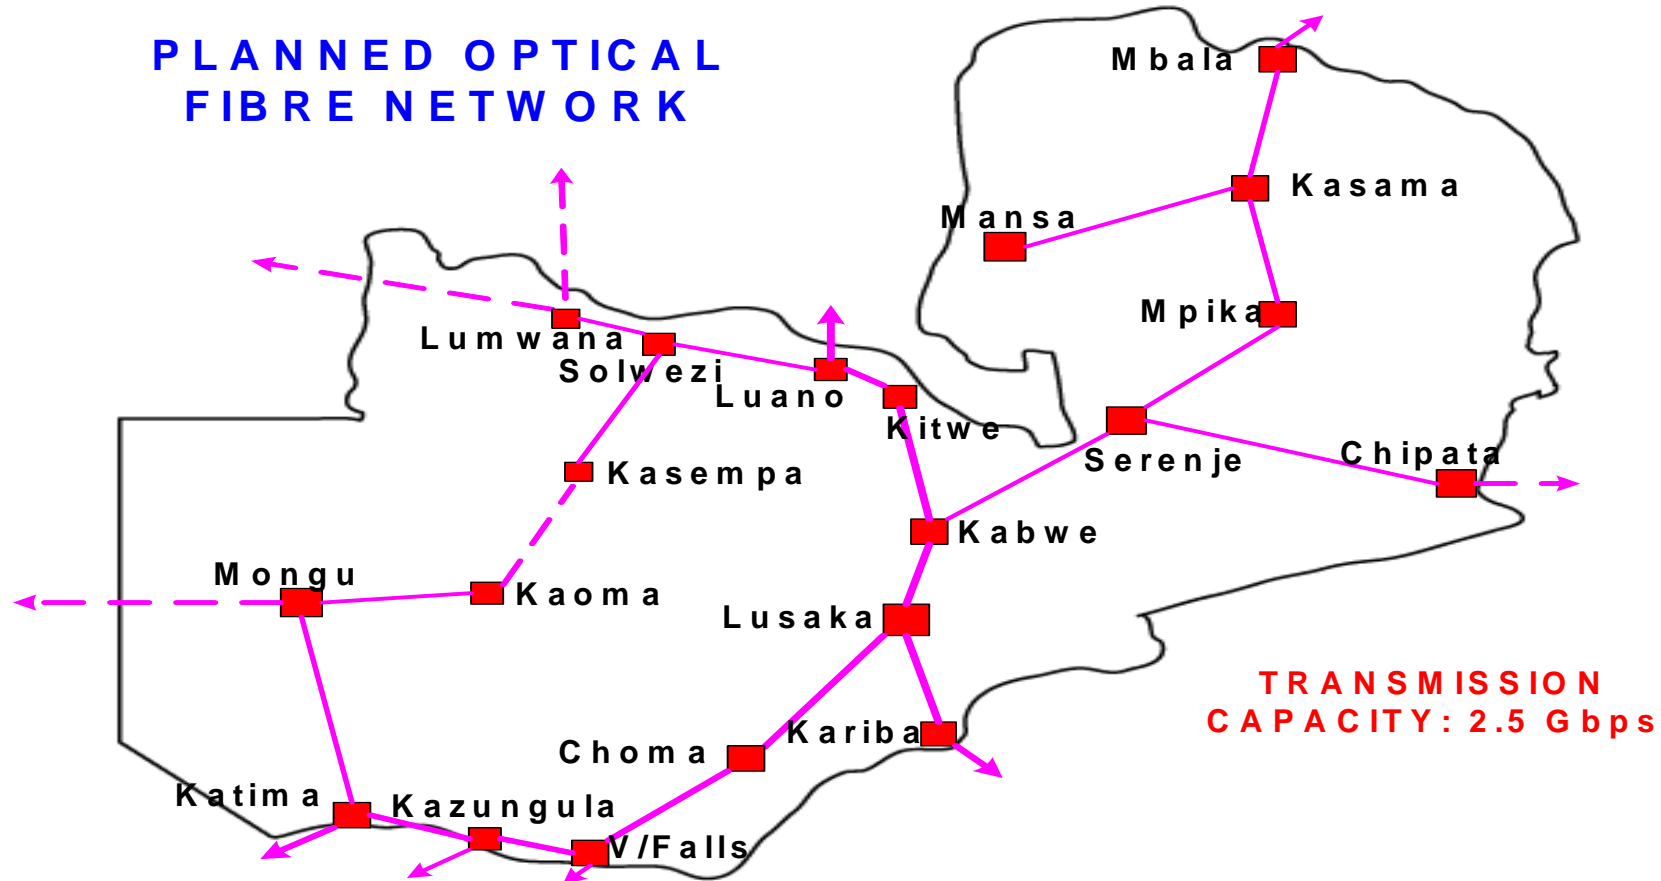 PLANNED OPTICAL
FIBRE NETWORK
Mbala
Kasama
Mansa
Mpika
Lumwana
Solwezi
Luano
Kitwe
Serenje
Chipata
Kasempa
Kabwe
Mongu
Kaoma
Lusaka
TRANSMISSION
CAPACITY: 2.5 Gbps
Kariba
Choma
Katima
Kazungula
V/Falls